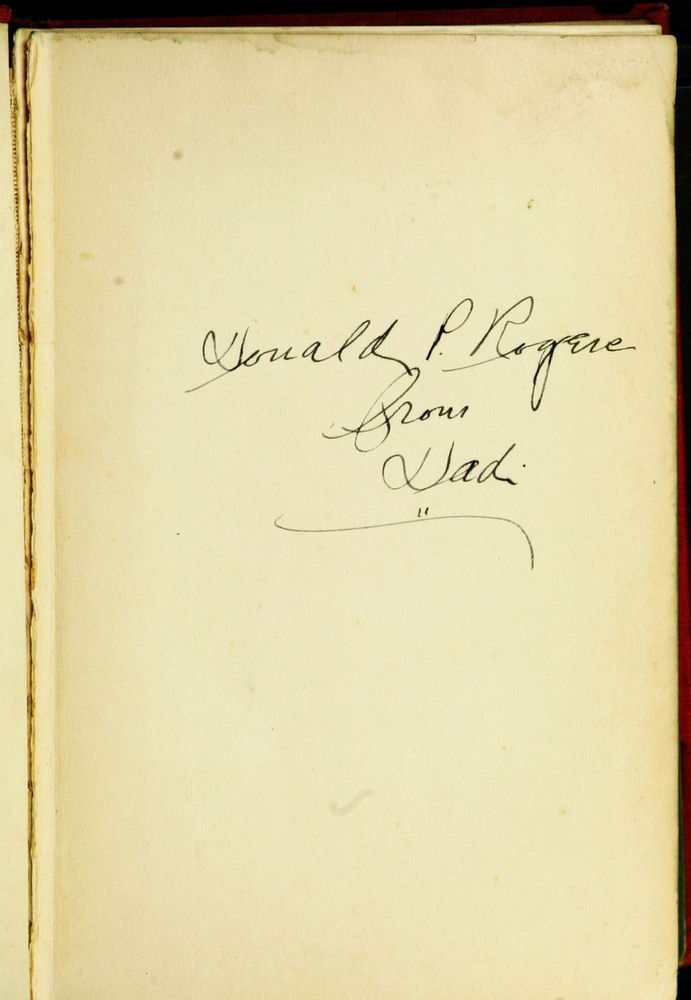 Donald P. Rogers
From
Dad.
"